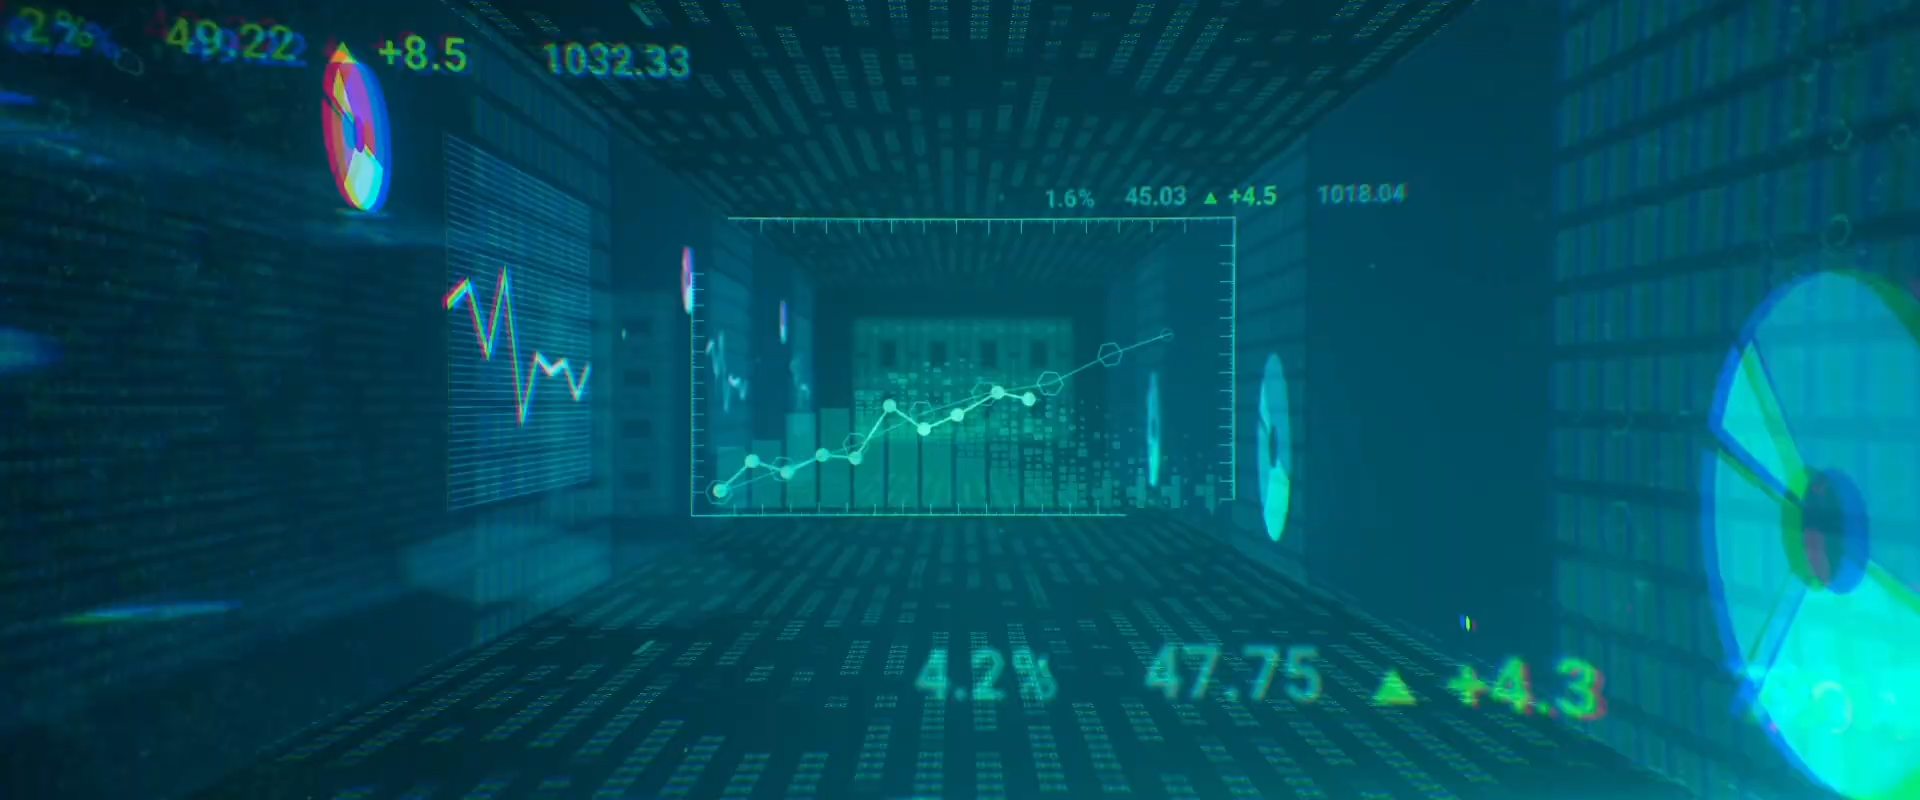 2% 49.22 ▲ +8.5 1032.33
1.6% 45.03 ▲ +4.5 1018.04
4.2% 47.75 ▲ +4.3